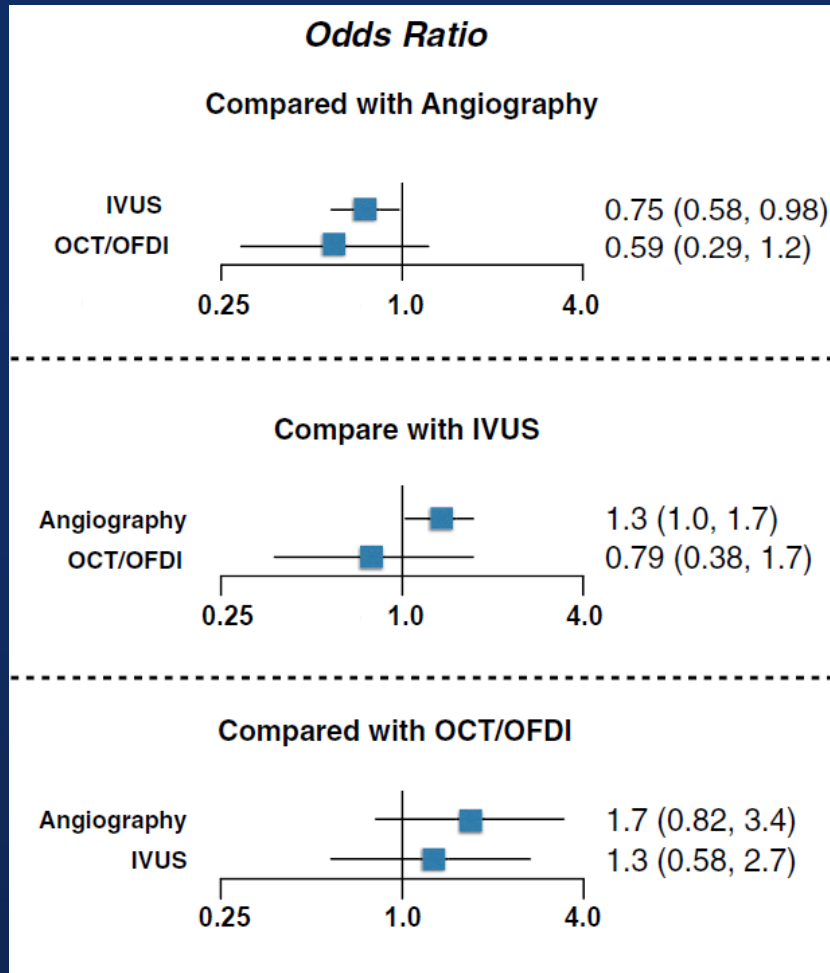 Odds Ratio
Compared with Angiography
IVUS 0.75 (0.58, 0.98)
OCT/OFDI 0.59 (0.29, 1.2)
0.25 1.0 4.0
Compare with IVUS
Angiography 1.3 (1.0, 1.7)
OCT/OFDI 0.79 (0.38, 1.7)
0.25 1.0 4.0
Compared with OCT/OFDI
Angiography 1.7 (0.82, 3.4)
IVUS 1.3 (0.58, 2.7)
0.25 1.0 4.0